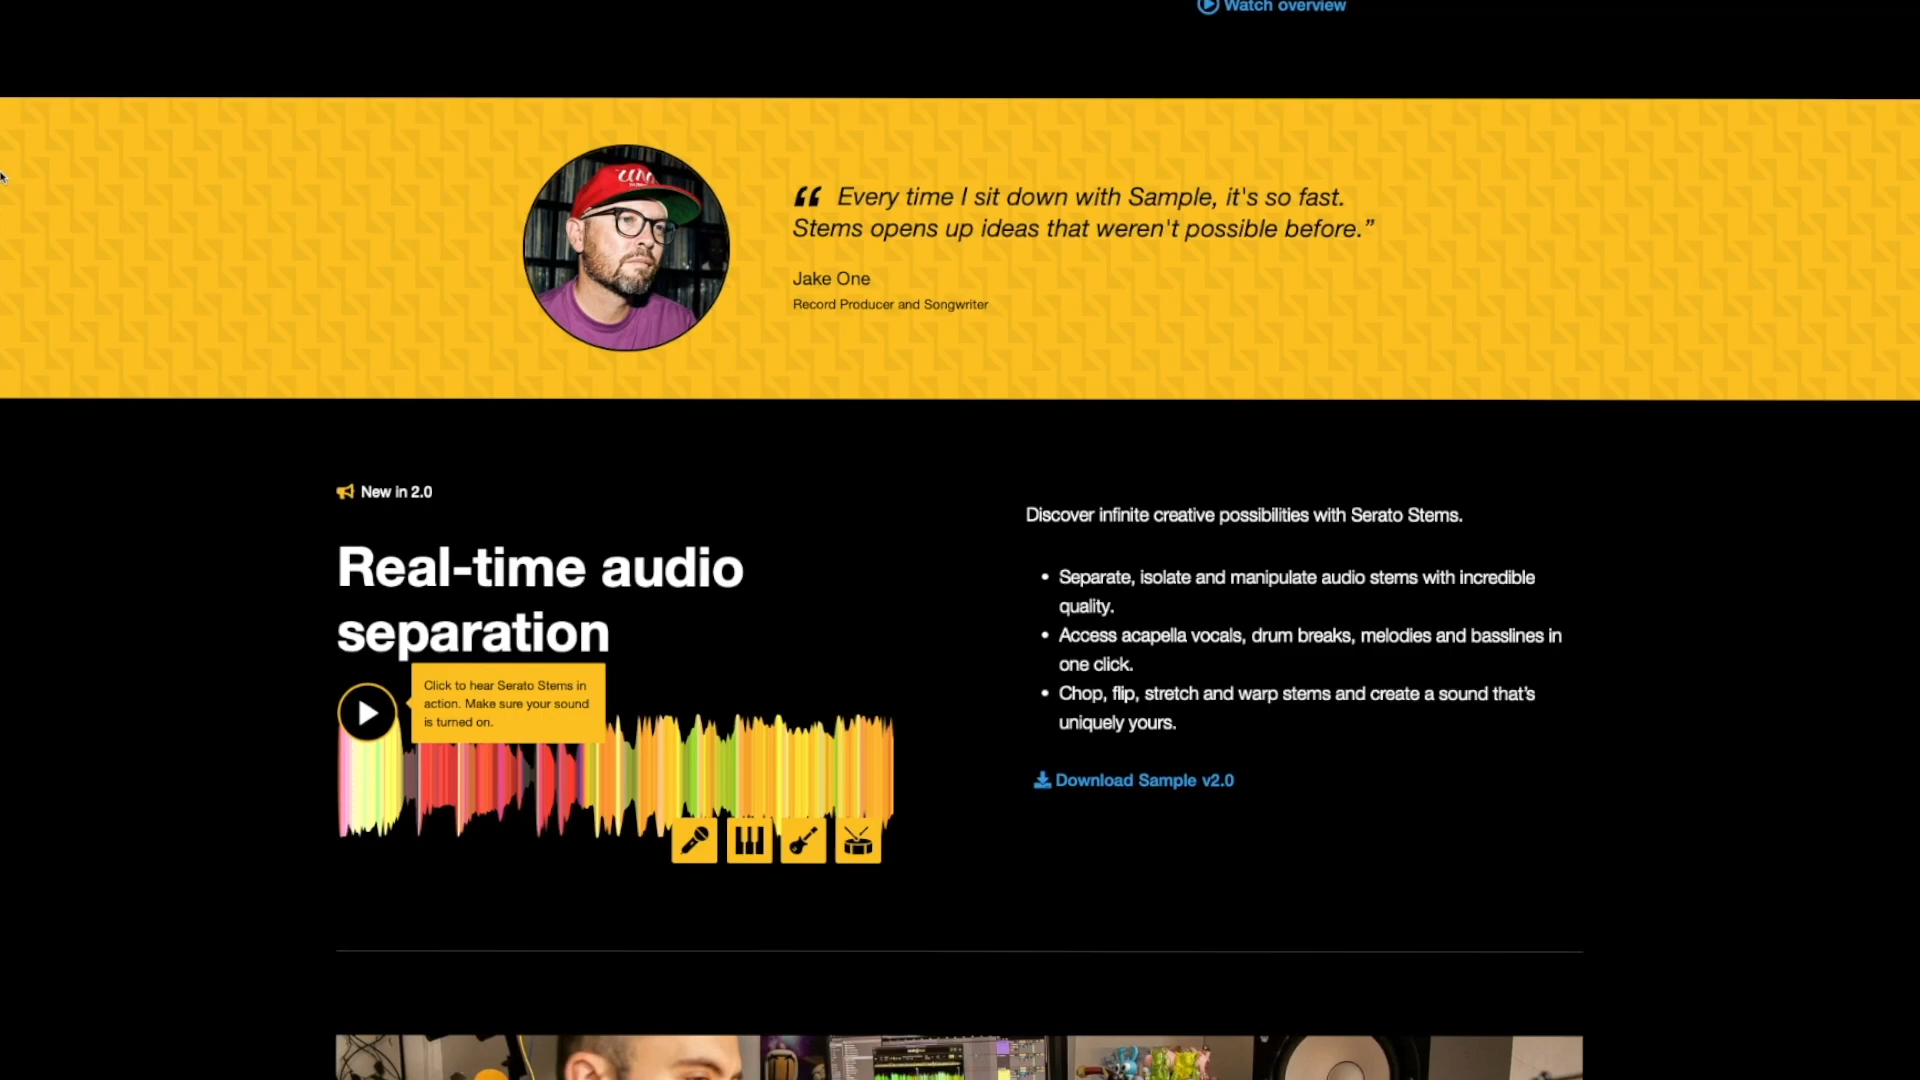 Watch overview
“ Every time I sit down with Sample, it's so fast.
Stems opens up ideas that weren't possible before.”
Jake One
Record Producer and Songwriter
New in 2.0
Real-time audio
separation
Click to hear Serato Stems in
action. Make sure your sound
is turned on.
Discover infinite creative possibilities with Serato Stems.
• Separate, isolate and manipulate audio stems with incredible
quality.
• Access acapella vocals, drum breaks, melodies and basslines in
one click.
• Chop, flip, stretch and warp stems and create a sound that’s
uniquely yours.
Download Sample v2.0